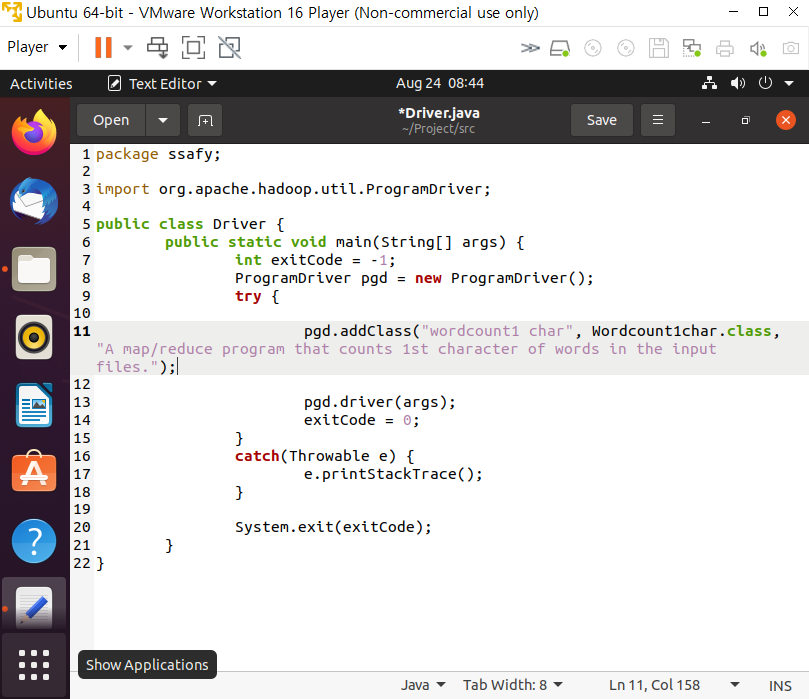 Ubuntu 64-bit - VMware Workstation 16 Player (Non-commercial use only)
Player
Activities
Text Editor
Aug 24 08:44
Open
*Driver.java
~/Project/src
Save
1 package ssafy;
2
3 import org.apache.hadoop.util.ProgramDriver;
4
5 public class Driver {
6 public static void main(String[] args) {
7 int exitCode = -1;
8 ProgramDriver pgd = new ProgramDriver();
9 try {
10
11 pgd.addClass("wordcount1 char", Wordcount1char.class,
"A map/reduce program that counts 1st character of words in the input
files.");
12
13 pgd.driver(args);
14 exitCode = 0;
15 }
16 catch(Throwable e) {
17 e.printStackTrace();
18 }
19
20 System.exit(exitCode);
21 }
22 }
Show Applications
Java
Tab Width: 8
Ln 11, Col 158
INS